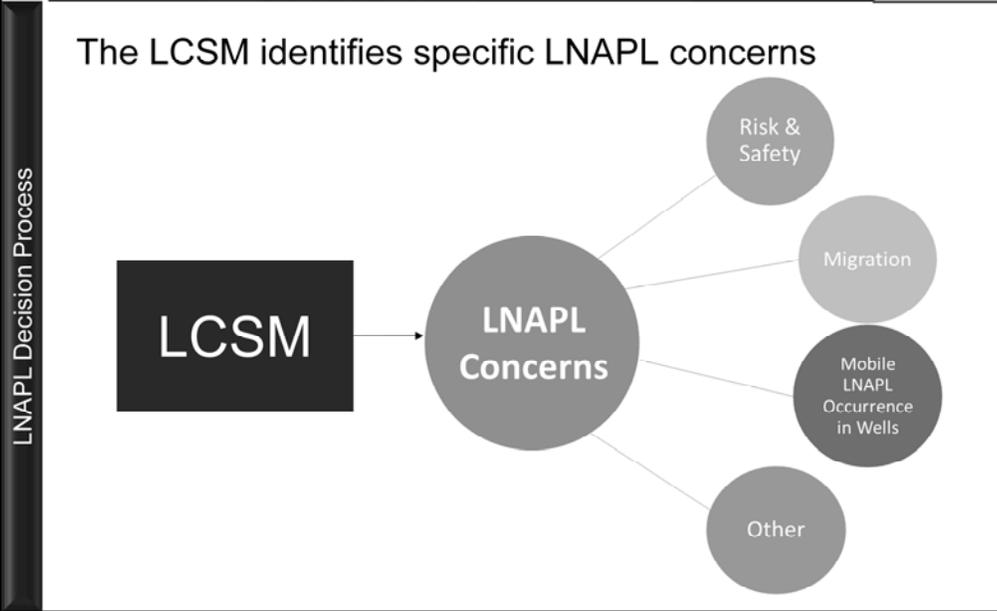 The LCSM identifies specific LNAPL concerns
LNAPL Decision Process
LCSM
LNAPL
Concerns
Risk &
Safety
Migration
Mobile
LNAPL
Occurrence
in Wells
Other